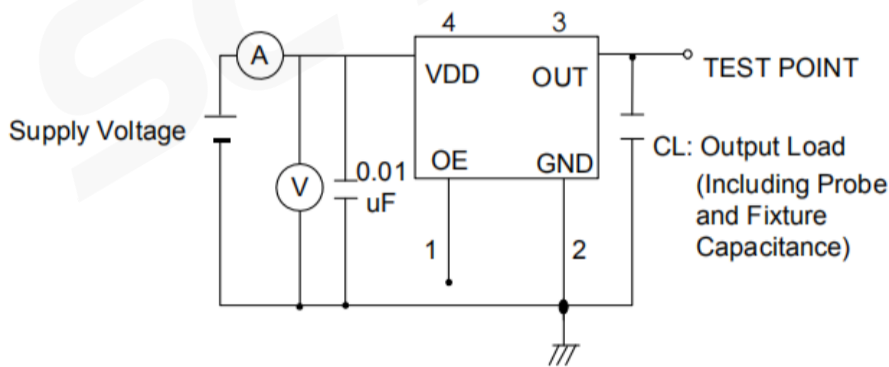 4
3
A
VDD
OUT
TEST POINT
Supply Voltage
V
0.01
uF
OE
GND
CL: Output Load
(Including Probe
and Fixture
Capacitance)
1
2